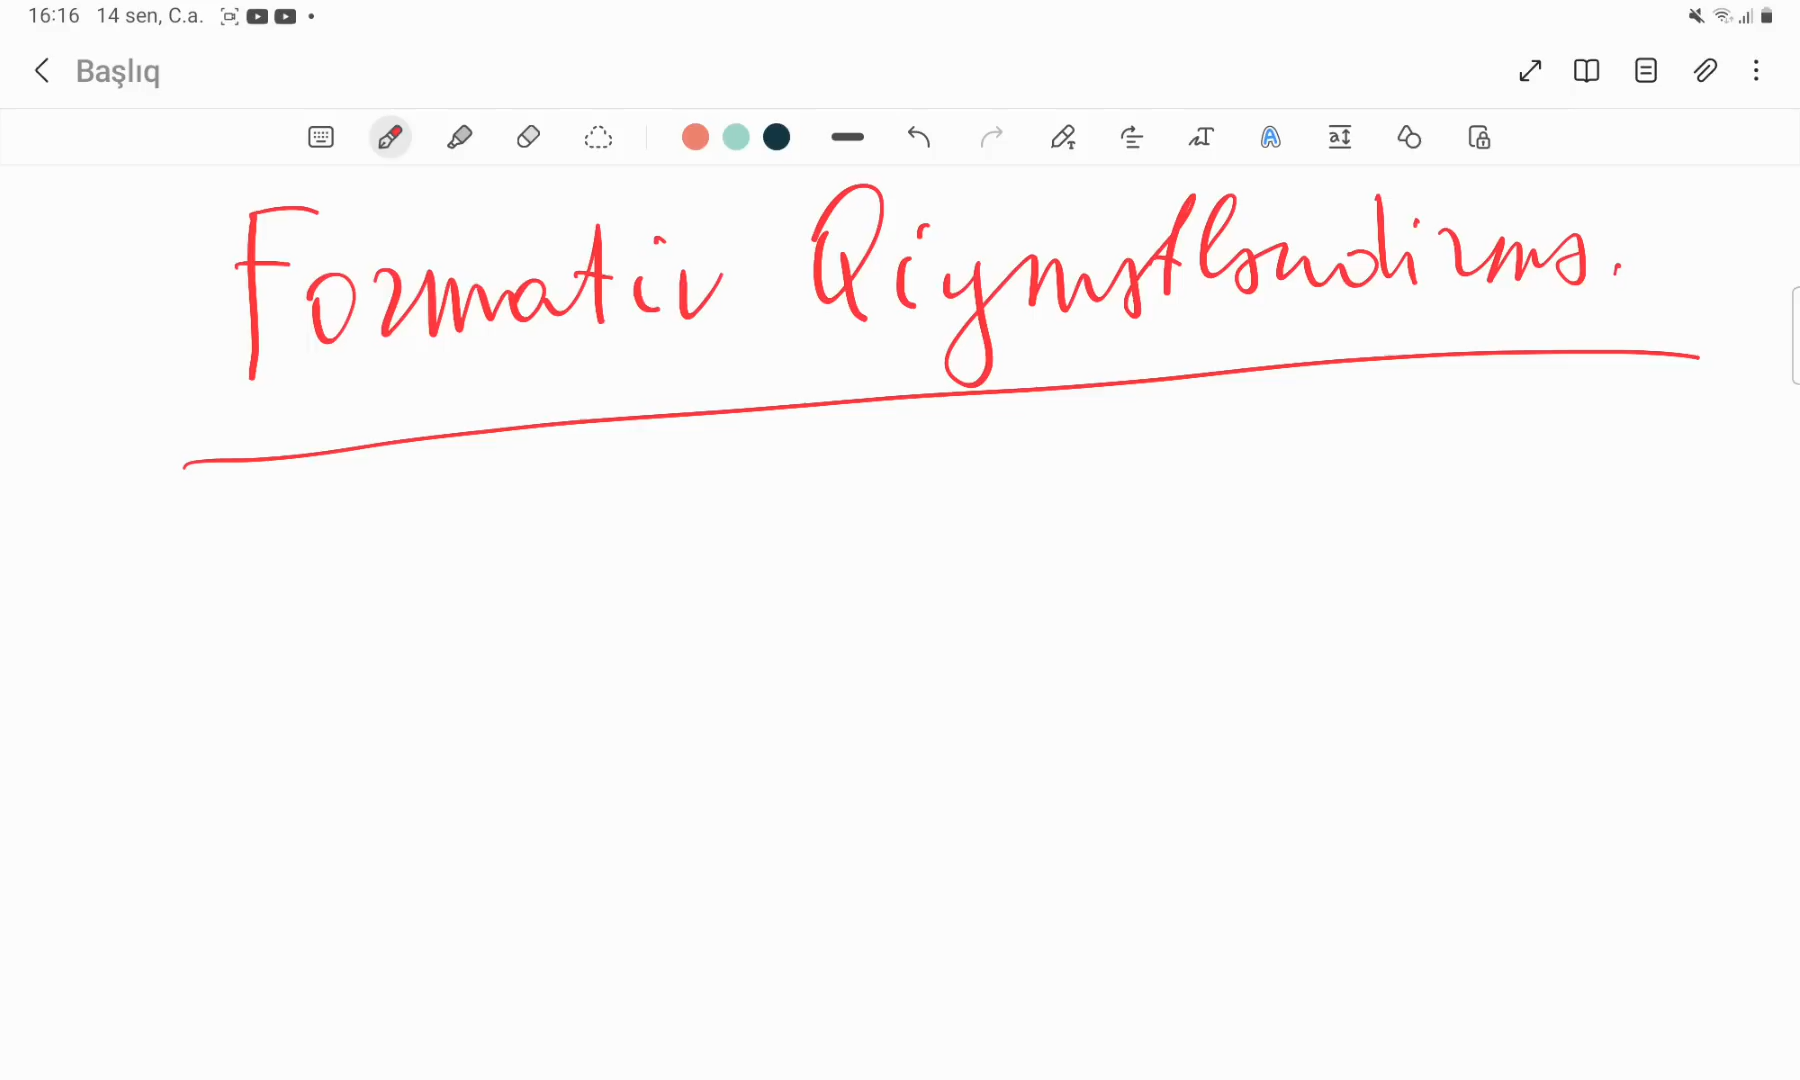 16:16 14 sen, C.a.
Başlıq
Formativ Qiymətləndirmə.